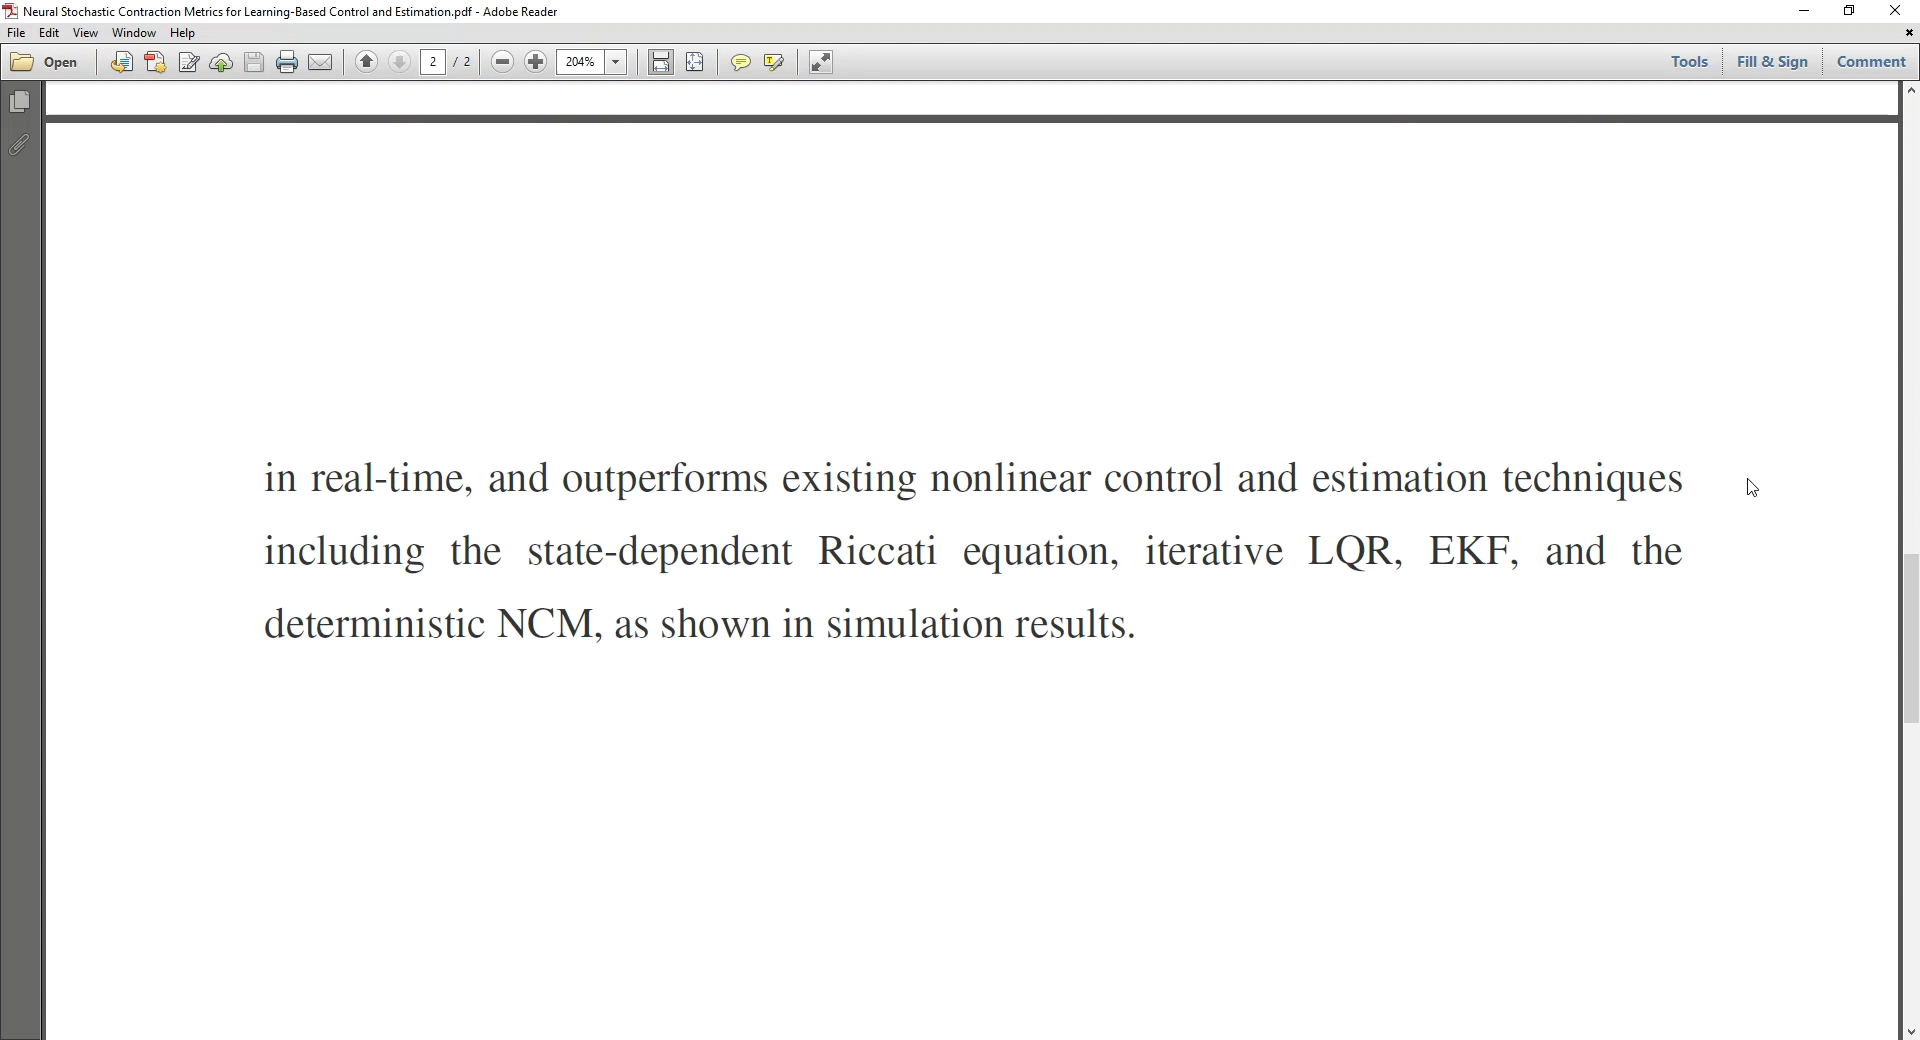 Neural Stochastic Contraction Metrics for Learning-Based Control and Estimation.pdf - Adobe Reader
File Edit View Window Help
Open 2 / 2 204% Tools Fill & Sign Comment
in real-time, and outperforms existing nonlinear control and estimation techniques
including the state-dependent Riccati equation, iterative LQR, EKF, and the
deterministic NCM, as shown in simulation results.